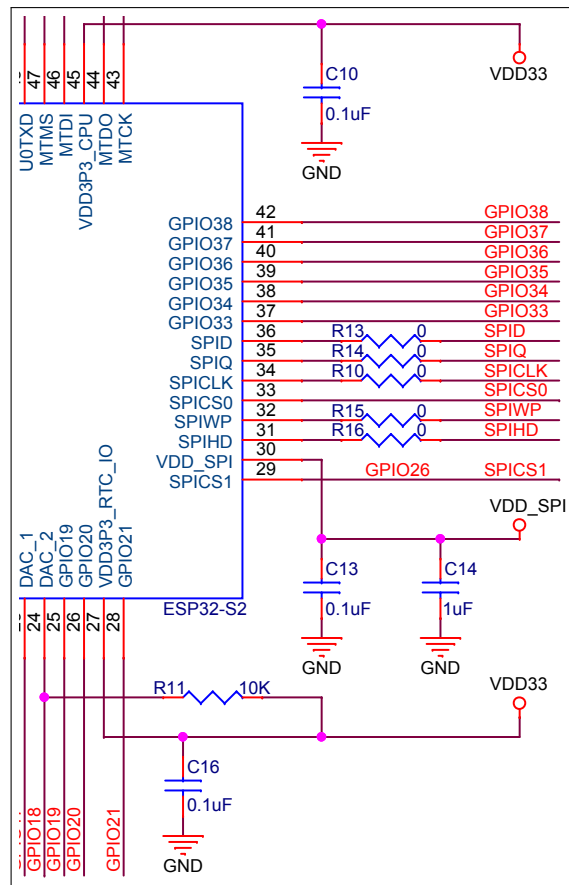 47
46
45
44
43
U0TXD
MTMS
MTDI
VDD3P3_CPU
MTDO
MTCK
C10
0.1uF
GND
VDD33
GPIO38 42 GPIO38
GPIO37 41 GPIO37
GPIO36 40 GPIO36
GPIO35 39 GPIO35
GPIO34 38 GPIO34
GPIO33 37 GPIO33
SPID 36 R13 0 SPID
SPIQ 35 R14 0 SPIQ
SPICLK 34 R10 0 SPICLK
SPICS0 33 SPICS0
SPIWP 32 R15 0 SPIWP
SPIHD 31 R16 0 SPIHD
VDD_SPI 30
SPICS1 29 GPIO26 SPICS1
VDD_SPI
DAC_1
DAC_2
GPIO19
GPIO20
VDD3P3_RTC_IO
GPIO21
ESP32-S2
C13
0.1uF
GND
C14
1uF
GND
24
25
26
27
28
R11 10K
VDD33
C16
0.1uF
GND
GPIO18
GPIO19
GPIO20
GPIO21